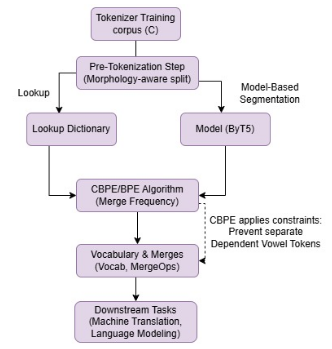 Tokenizer Training
corpus (C)
Pre-Tokenization Step
(Morphology-aware split)
Lookup
Model-Based
Segmentation
Lookup Dictionary
Model (ByT5)
CBPE/BPE Algorithm
(Merge Frequency)
CBPE applies constraints:
Prevent separate
Dependent Vowel Tokens
Vocabulary & Merges
(Vocab, MergeOps)
Downstream Tasks
(Machine Translation,
Language Modeling)